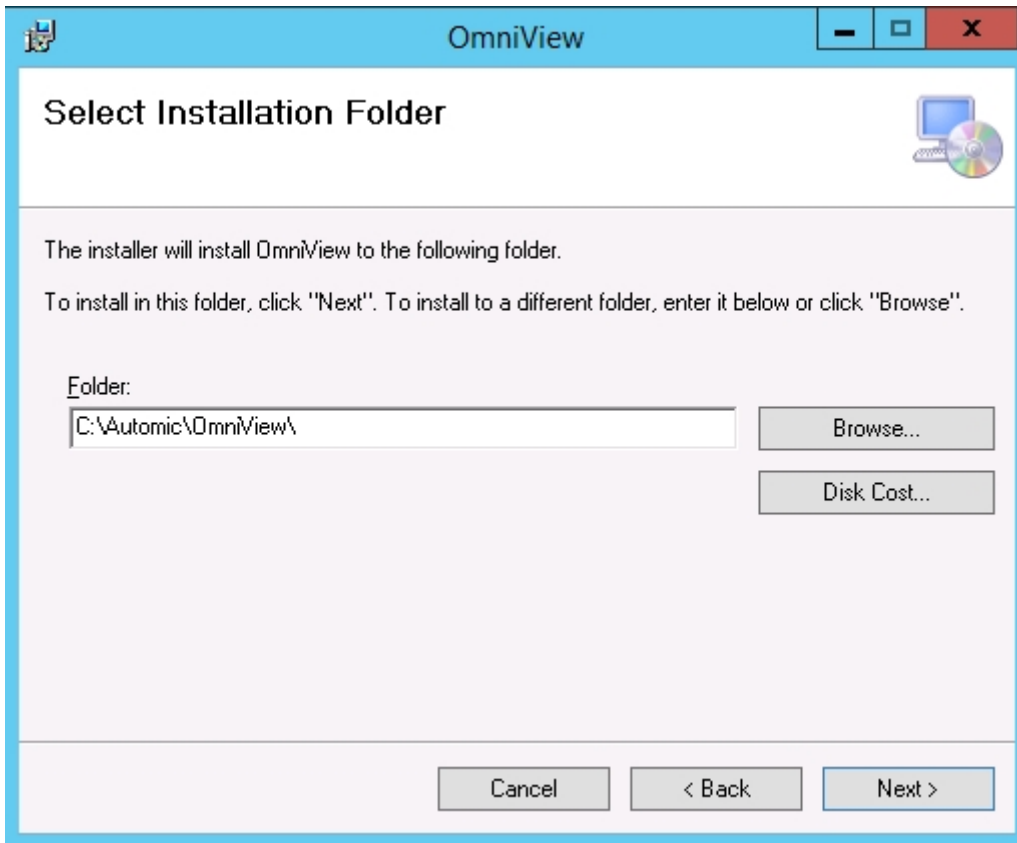 OmniView
Select Installation Folder
The installer will install OmniView to the following folder.
To install in this folder, click "Next". To install to a different folder, enter it below or click "Browse".
Folder:
C:\Automic\OmniView\
Browse...
Disk Cost...
Cancel
< Back
Next >